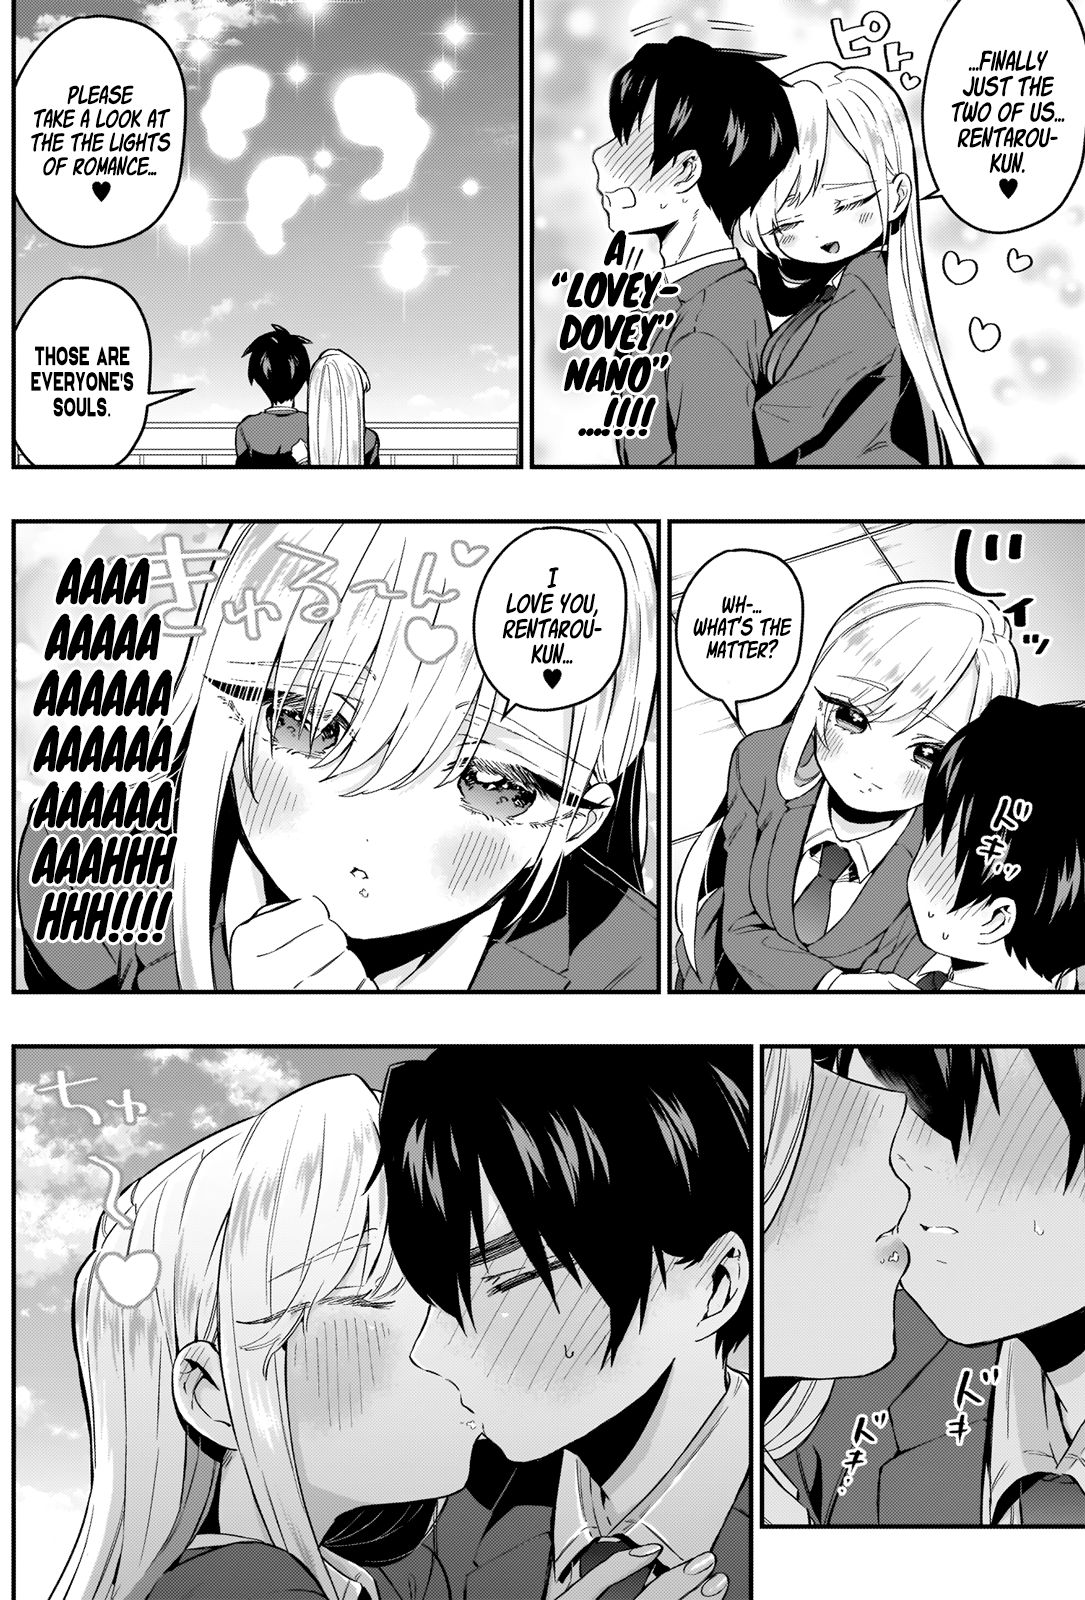 ...FINALLY
JUST THE
TWO OF US...
RENTAROU-
KUN.
♥
ピト
A
"LOVEY-
DOVEY"
NANO"
....!!!!
PLEASE
TAKE A LOOK AT
THE THE LIGHTS
OF ROMANCE...
♥
THOSE ARE
EVERYONE'S
SOULS.
じいッ
WH-...
WHAT'S THE
MATTER?
ドキッ
I
LOVE YOU,
RENTAROU-
KUN...
♥
きゅる〜ん
AAAA
AAAAA
AAAAAA
AAAAAA
AAAAAA
AAAHHH
HHH!!!!
ドキ
ドキ
ちゅ〜